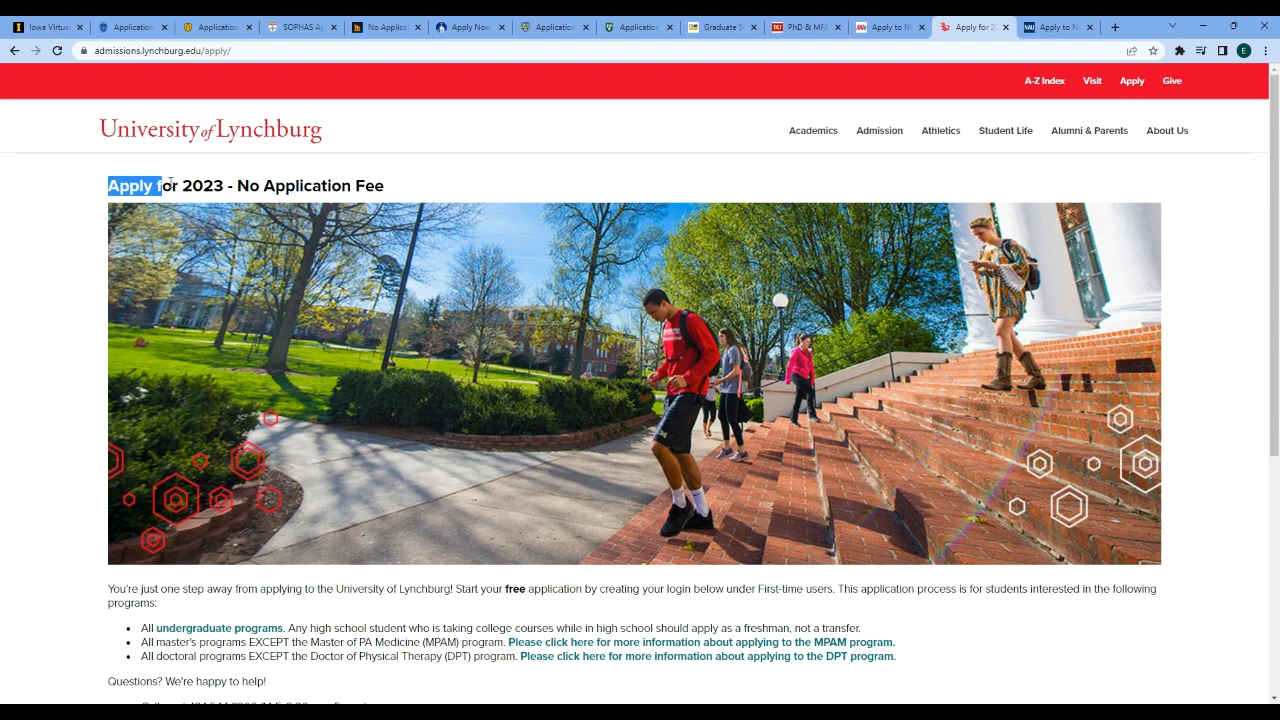 Iowa Virtu
Application
Application
SOPHAS A
No Applica
Apply Now
Application
Application
Graduate S
PhD & MPA
Apply to IV
Apply for 2
Apply to N
admissions.lynchburg.edu/apply/
E
A-Z Index Visit Apply Give
University of Lynchburg
Academics Admission Athletics Student Life Alumni & Parents About Us
Apply for 2023 - No Application Fee
You're just one step away from applying to the University of Lynchburg! Start your free application by creating your login below under First-time users. This application process is for students interested in the following
programs:
All undergraduate programs. Any high school student who is taking college courses while in high school should apply as a freshman, not a transfer.
All master's programs EXCEPT the Master of PA Medicine (MPAM) program. Please click here for more information about applying to the MPAM program.
All doctoral programs EXCEPT the Doctor of Physical Therapy (DPT) program. Please click here for more information about applying to the DPT program.
Questions? We're happy to help!